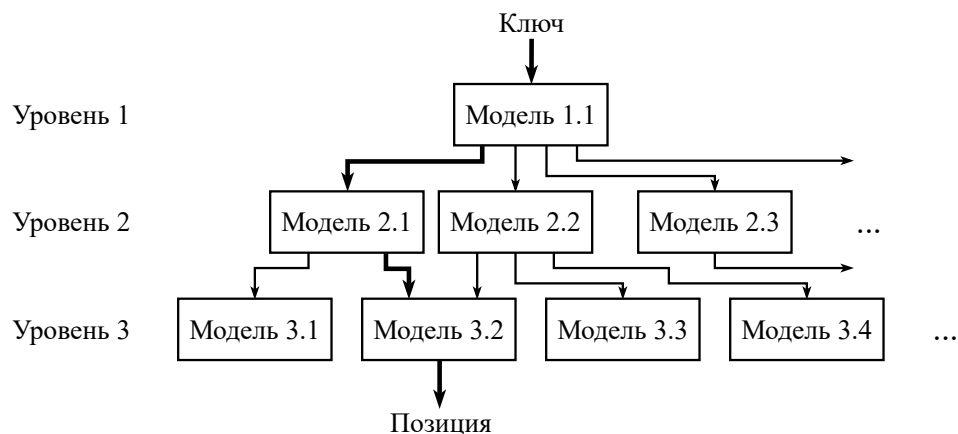 Ключ
Уровень 1
Модель 1.1
Уровень 2
Модель 2.1
Модель 2.2
Модель 2.3
...
Уровень 3
Модель 3.1
Модель 3.2
Модель 3.3
Модель 3.4
...
Позиция